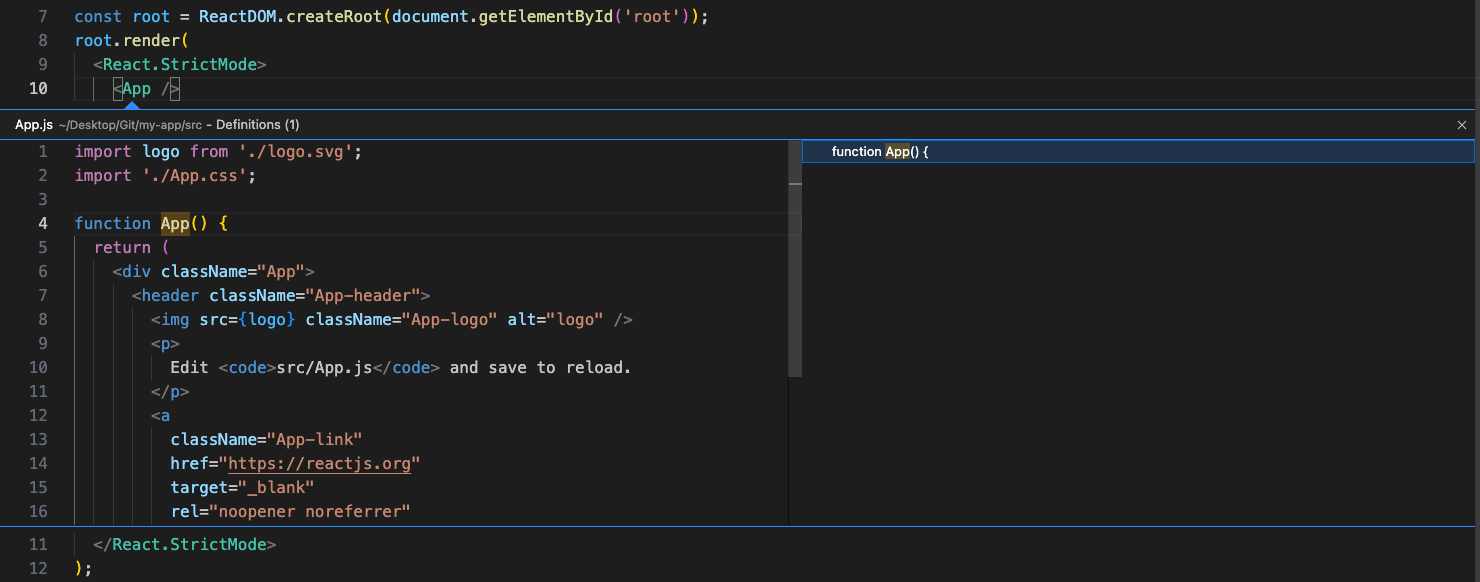 7 const root = ReactDOM.createRoot(document.getElementById('root'));
8 root.render(
9 <React.StrictMode>
10 <App />
App.js ~/Desktop/Git/my-app/src - Definitions (1)
1 import logo from './logo.svg';
2 import './App.css';
3
4 function App() {
5 return (
6 <div className="App">
7 <header className="App-header">
8 <img src={logo} className="App-logo" alt="logo" />
9 <p>
10 Edit <code>src/App.js</code> and save to reload.
11 </p>
12 <a
13 className="App-link"
14 href="https://reactjs.org"
15 target="_blank"
16 rel="noopener noreferrer"
function App() {
11 </React.StrictMode>
12 );